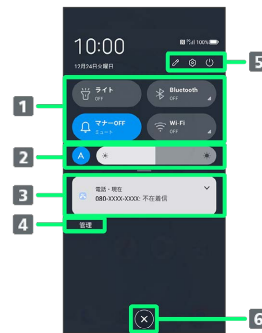 10:00
100%
12月24日火曜日
5
1
ライト
OFF
Bluetooth
OFF
マナーOFF
ミュート
Wi-Fi
OFF
2
A
3
電話・現在
080-XXXX-XXXX: 不在着信
4
管理
6